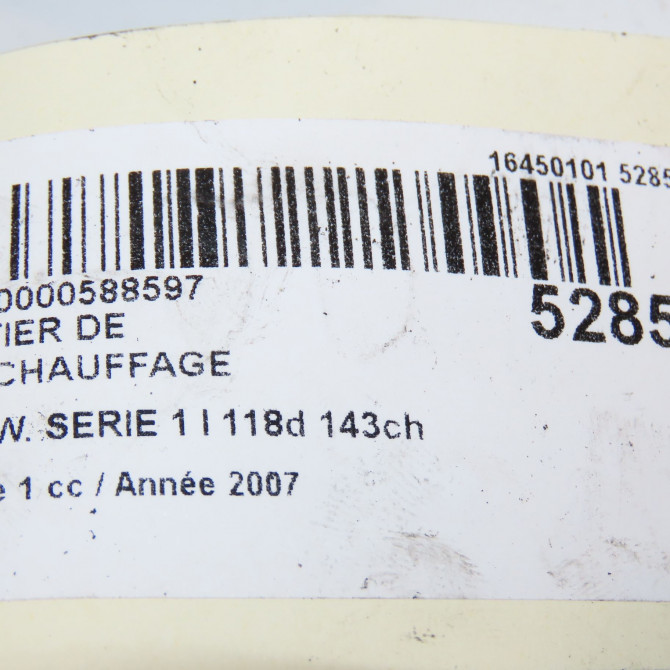 16450101 5285
0000588597
5285
TIER DE
CHAUFFAGE
W. SERIE 1 I 118d 143ch
e 1 cc / Année 2007